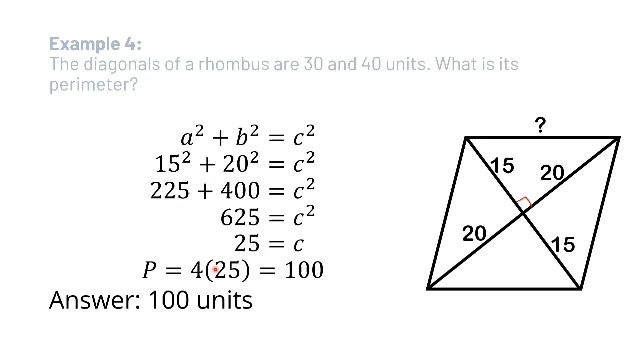 Example 4:
The diagonals of a rhombus are 30 and 40 units. What is its
perimeter?
a² + b² = c²
15² + 20² = c²
225 + 400 = c²
625 = c²
25 = c
P = 4(25) = 100
Answer: 100 units
?
15 20
20 15